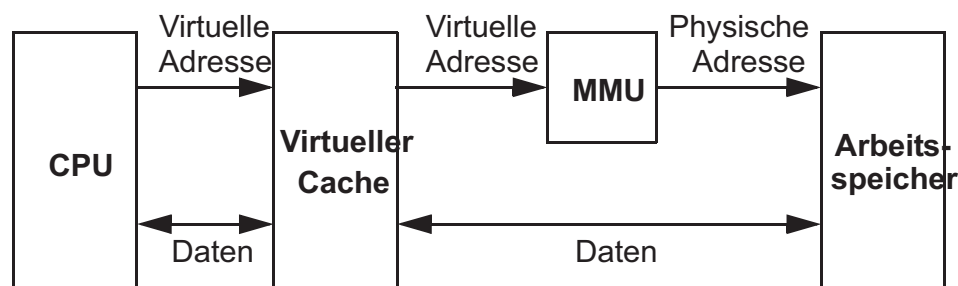 Virtuelle
Adresse
Virtuelle
Adresse
Physische
Adresse
CPU
Virtueller
Cache
MMU
Arbeits-
speicher
Daten
Daten